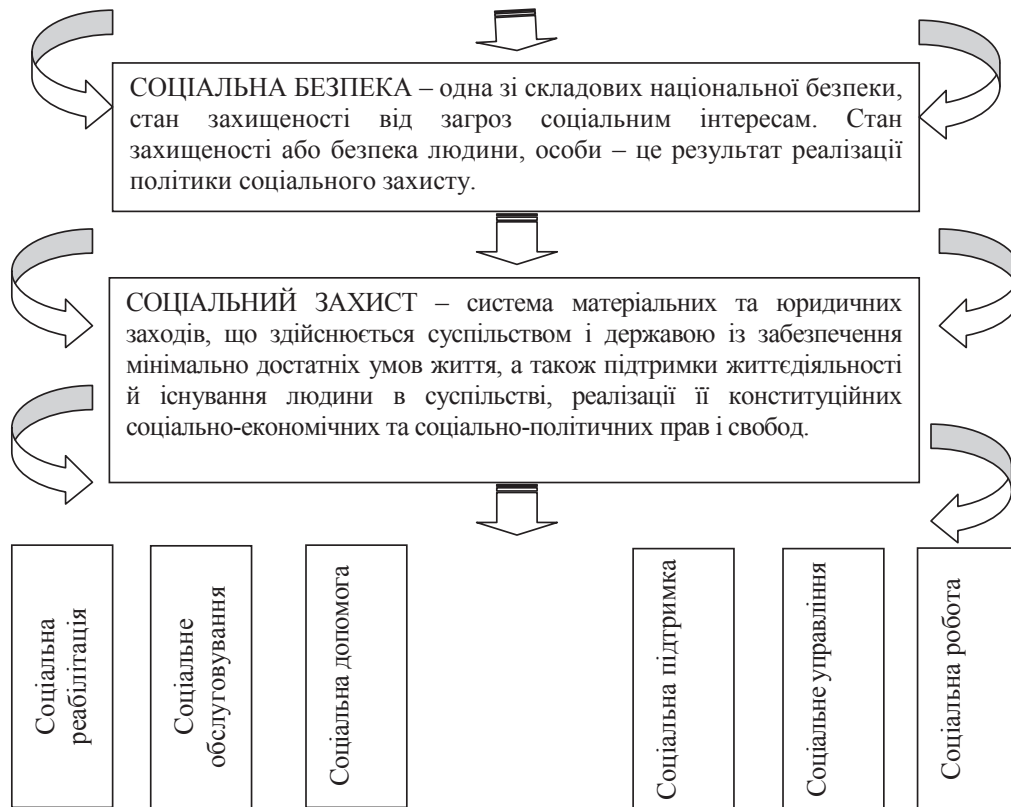 СОЦІАЛЬНА БЕЗПЕКА – одна зі складових національної безпеки,
стан захищеності від загроз соціальним інтересам. Стан
захищеності або безпека людини, особи – це результат реалізації
політики соціального захисту.
СОЦІАЛЬНИЙ ЗАХИСТ – система матеріальних та юридичних
заходів, що здійснюється суспільством і державою із забезпечення
мінімально достатніх умов життя, а також підтримки життєдіяльності
й існування людини в суспільстві, реалізації її конституційних
соціально-економічних та соціально-політичних прав і свобод.
Соціальна
реабілітація
Соціальне
обслуговування
Соціальна допомога
Соціальна підтримка
Соціальне управління
Соціальна робота